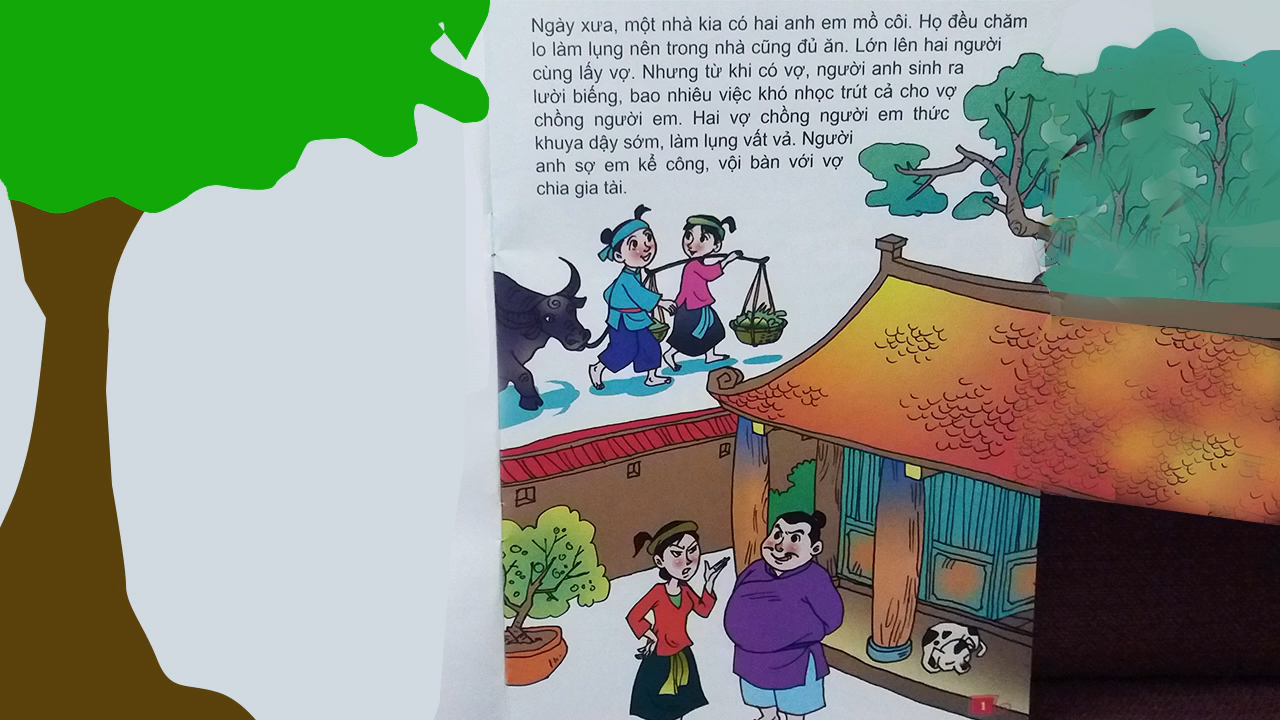 Ngày xưa, một nhà kia có hai anh em mồ côi. Họ đều chăm
lo làm lụng nên trong nhà cũng đủ ăn. Lớn lên hai người
cùng lấy vợ. Nhưng từ khi có vợ, người anh sinh ra
lười biếng, bao nhiêu việc khó nhọc trút cả cho vợ
chồng người em. Hai vợ chồng người em thức
khuya dậy sớm, làm lụng vất vả. Người
anh sợ em kể công, vội bàn với vợ
chia gia tài.
1